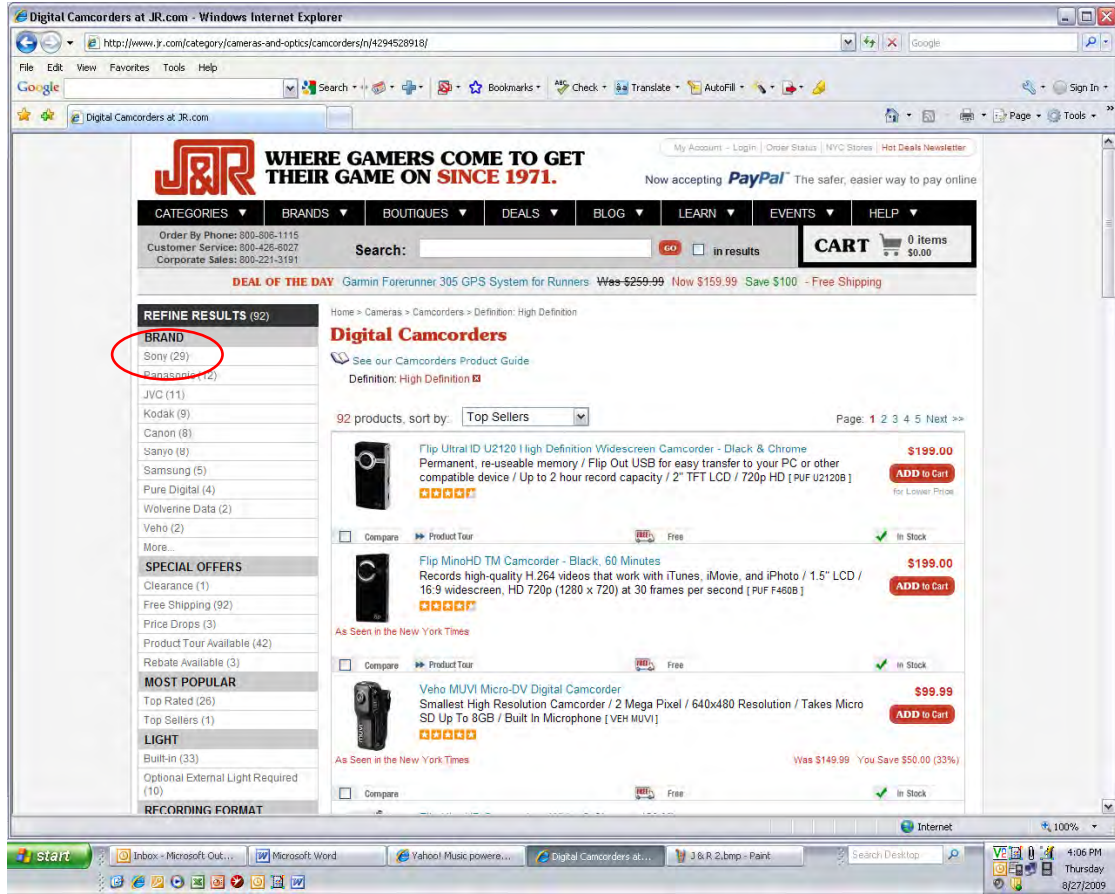 Digital Camcorders at JR.com - Windows Internet Explorer
http://www.jr.com/category/cameras-and-optics/camcorders/n/4294528918/
Google
File Edit View Favorites Tools Help
Google Search Bookmarks Check Translate AutoFill Sign In
Digital Camcorders at JR.com Page Tools
J&R
WHERE GAMERS COME TO GET
THEIR GAME ON SINCE 1971.
My Account - Login | Order Status | NYC Stores | Hot Deals Newsletter
Now accepting PayPal The safer, easier way to pay online
CATEGORIES ▼ BRANDS ▼ BOUTIQUES ▼ DEALS ▼ BLOG ▼ LEARN ▼ EVENTS ▼ HELP ▼
Order By Phone: 800-806-1115
Customer Service: 800-426-6027
Corporate Sales: 800-221-3191
Search: GO in results
CART 0 items
$0.00
DEAL OF THE DAY Garmin Forerunner 305 GPS System for Runners Was $259.99 Now $159.99 Save $100 - Free Shipping
REFINE RESULTS (92)
BRAND
Sony (29)
Panasonic (12)
JVC (11)
Kodak (9)
Canon (8)
Sanyo (8)
Samsung (5)
Pure Digital (4)
Wolverine Data (2)
Veho (2)
More...
SPECIAL OFFERS
Clearance (1)
Free Shipping (92)
Price Drops (3)
Product Tour Available (42)
Rebate Available (3)
MOST POPULAR
Top Rated (26)
Top Sellers (1)
LIGHT
Built-in (33)
Optional External Light Required
(10)
RECORDING FORMAT
Home > Cameras > Camcorders > Definition: High Definition
Digital Camcorders
See our Camcorders Product Guide
Definition: High Definition
92 products, sort by: Top Sellers
Page: 1 2 3 4 5 Next >>
Flip Ultra HD U2120 High Definition Widescreen Camcorder - Black & Chrome
Permanent, re-useable memory / Flip Out USB for easy transfer to your PC or other
compatible device / Up to 2 hour record capacity / 2" TFT LCD / 720p HD [ PUF U2120B ]
$199.00
ADD to Cart
for Lower Price
Compare Product Tour Free In Stock
Flip MinoHD TM Camcorder - Black, 60 Minutes
Records high-quality H.264 videos that work with iTunes, iMovie, and iPhoto / 1.5" LCD /
16:9 widescreen, HD 720p (1280 x 720) at 30 frames per second [ PUF F460B ]
$199.00
ADD to Cart
As Seen in the New York Times
Compare Product Tour Free In Stock
Veho MUVI Micro-DV Digital Camcorder
Smallest High Resolution Camcorder / 2 Mega Pixel / 640x480 Resolution / Takes Micro
SD Up To 8GB / Built In Microphone [ VEH MUVI ]
$99.99
ADD to Cart
As Seen in the New York Times
Was $149.99 You Save $50.00 (33%)
Compare Free In Stock
Internet 100%
start Inbox - Microsoft Out... Microsoft Word Yahoo! Music powere... Digital Camcorders at... J & R 2.bmp - Paint Search Desktop
4:06 PM
Thursday
8/27/2009